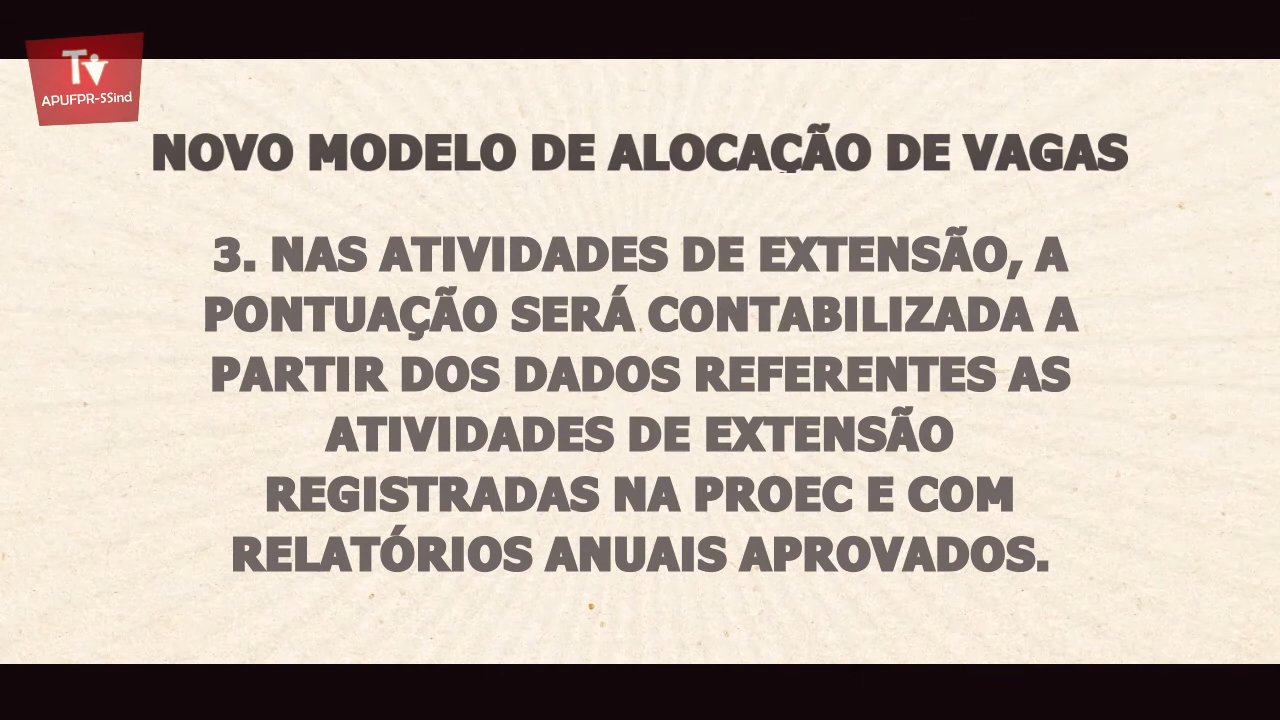 TV
APUFPR-SSind
NOVO MODELO DE ALOCAÇÃO DE VAGAS
3. NAS ATIVIDADES DE EXTENSÃO, A
PONTUAÇÃO SERÁ CONTABILIZADA A
PARTIR DOS DADOS REFERENTES AS
ATIVIDADES DE EXTENSÃO
REGISTRADAS NA PROEC E COM
RELATÓRIOS ANUAIS APROVADOS.